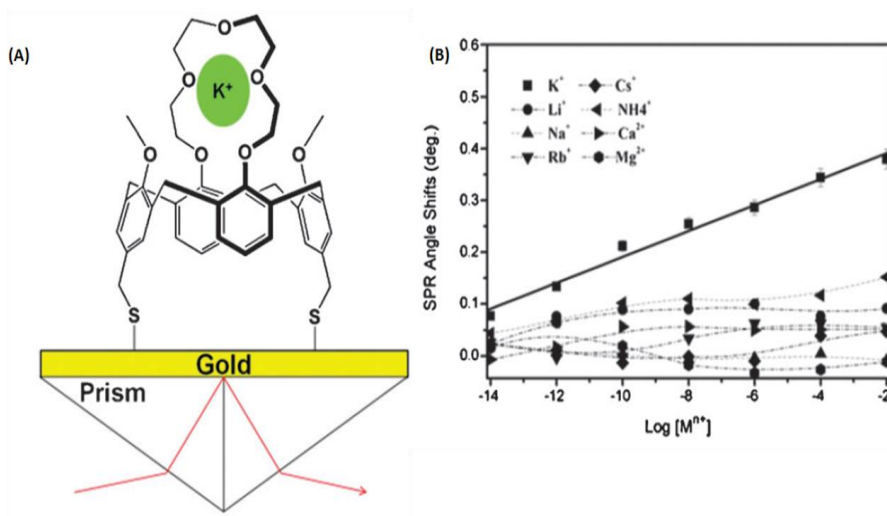 (A)
O
O
O
K⁺
O
O
O
O
S
S
Gold
Prism
(B)
SPR Angle Shifts (deg.)
0.6
0.5
0.4
0.3
0.2
0.1
0.0
K⁺
Cs⁺
Li⁺
NH4⁺
Na⁺
Ca²⁺
Rb⁺
Mg²⁺
-14 -12 -10 -8 -6 -4 -2
Log [Mⁿ⁺]